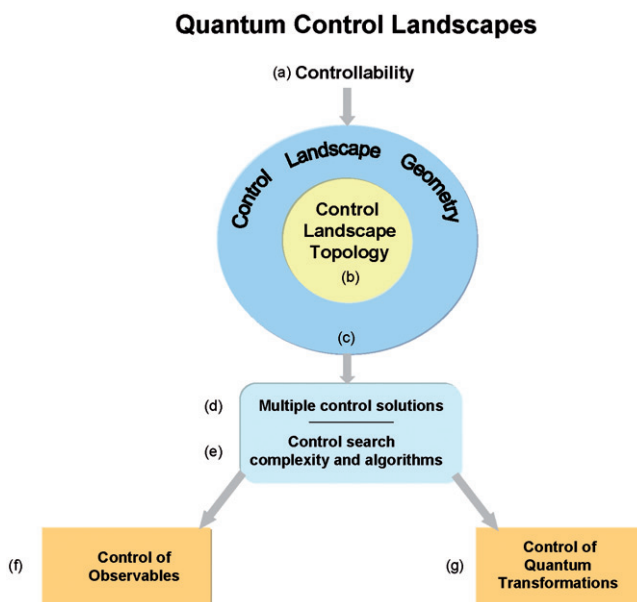 Quantum Control Landscapes
(a) Controllability
Control Landscape Geometry
Control
Landscape
Topology
(b)
(c)
(d) Multiple control solutions
(e) Control search
complexity and algorithms
(f) Control of
Observables
(g) Control of
Quantum
Transformations